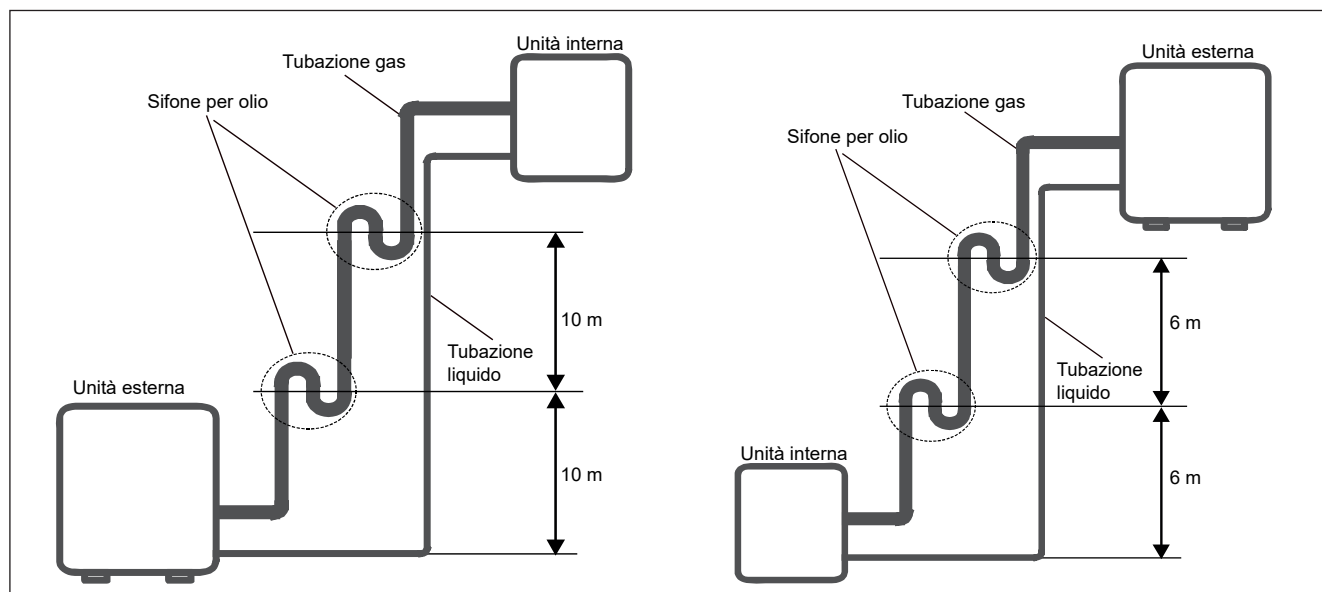 Unità interna
Tubazione gas
Sifone per olio
10 m
Tubazione
liquido
Unità esterna
10 m
Unità esterna
Tubazione gas
Sifone per olio
6 m
Tubazione
liquido
Unità interna
6 m